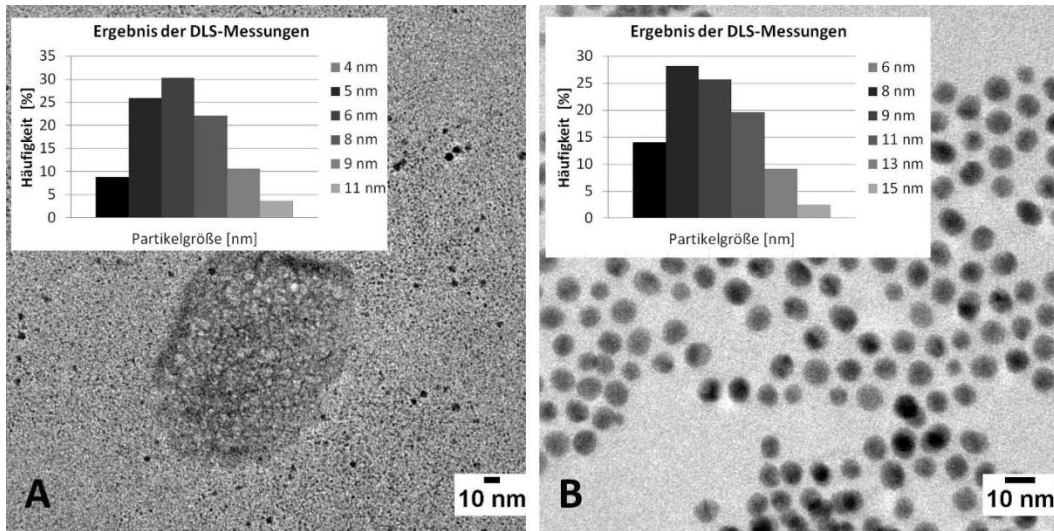 Ergebnis der DLS-Messungen
Häufigkeit [%]
35
30
25
20
15
10
5
0
4 nm
5 nm
6 nm
8 nm
9 nm
11 nm
Partikelgröße [nm]
A
10 nm
Ergebnis der DLS-Messungen
Häufigkeit [%]
30
25
20
15
10
5
0
6 nm
8 nm
9 nm
11 nm
13 nm
15 nm
Partikelgröße [nm]
B
10 nm